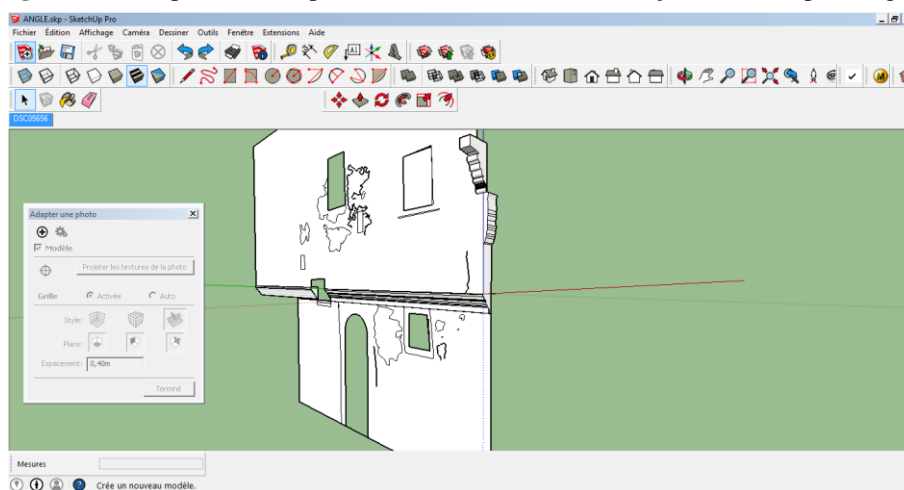 ANGLE.skp - SketchUp Pro
Fichier Édition Affichage Caméra Dessiner Outils Fenêtre Extensions Aide
A1
M
DSC05656
Adapter une photo
Modèle
Projeter les textures de la photo
Grille Activée Auto
Style:
Plans:
Espacement: 0,40m
Terminé
Mesures
Crée un nouveau modèle.